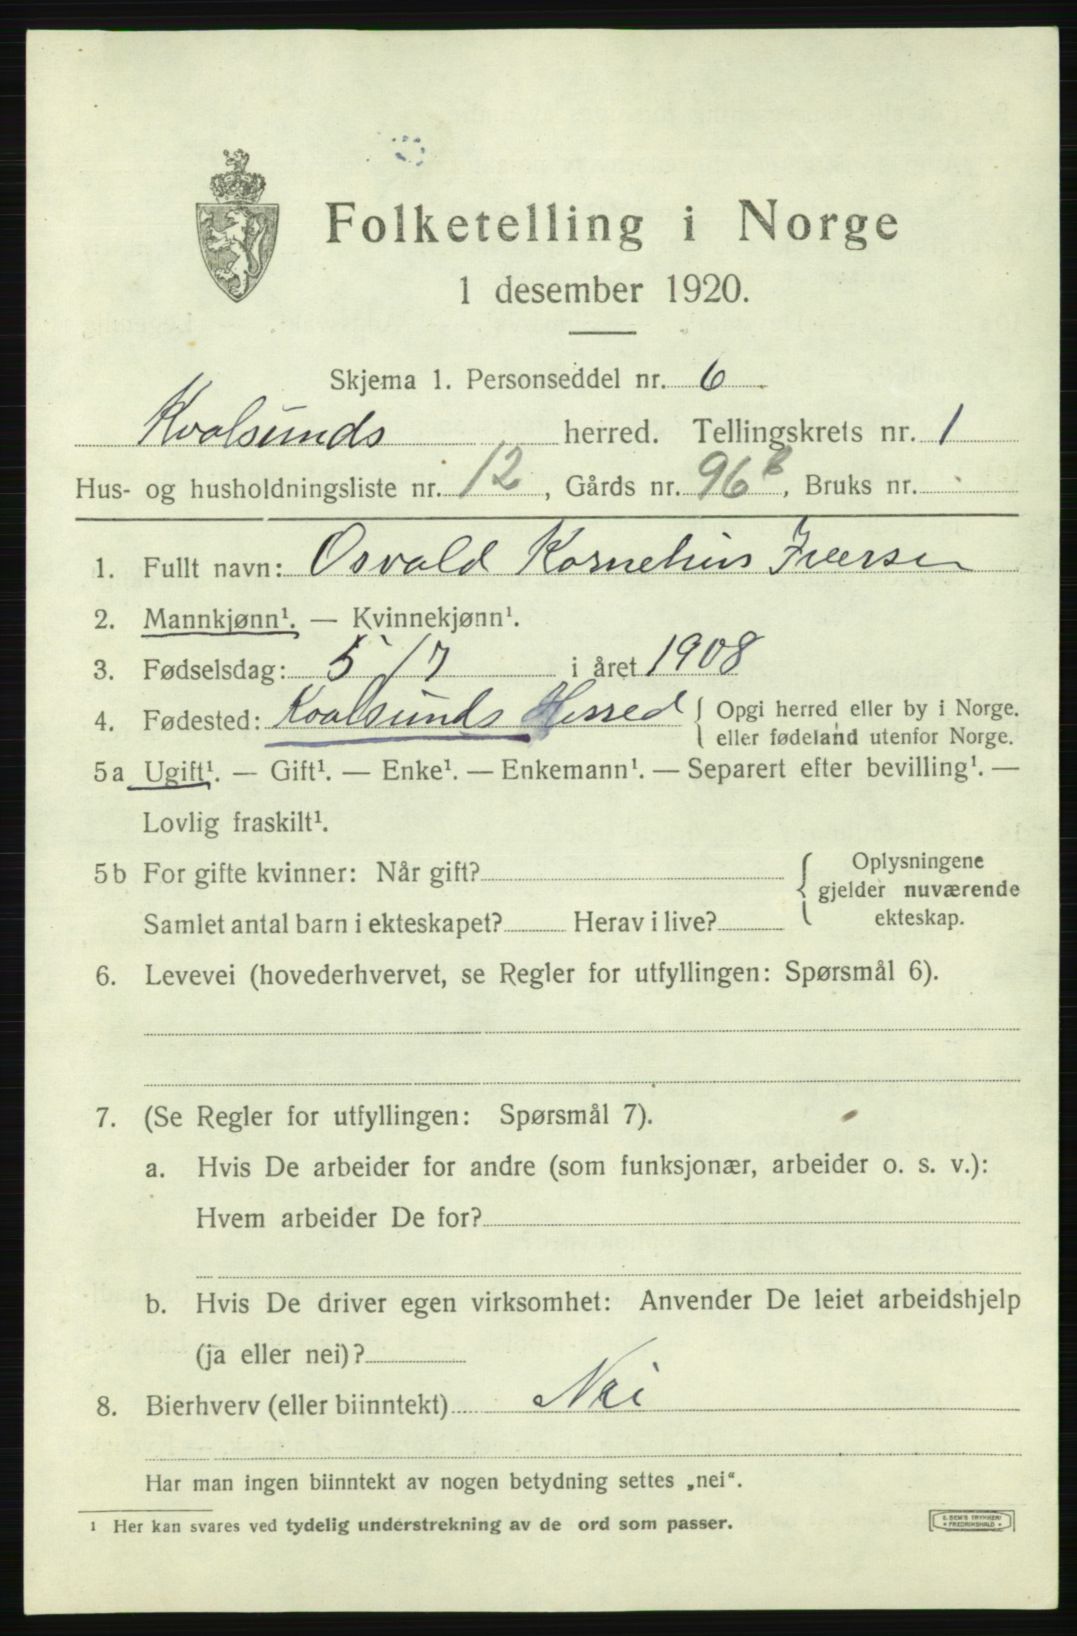 Folketelling i Norge
1 desember 1920.
Skjema 1. Personseddel nr. 6
Kvalsunds herred. Tellingskrets nr. 1
Hus- og husholdningsliste nr. 12, Gårds nr. 96 B, Bruks nr.
1. Fullt navn: Osvald Kornelius Iversen
2. Mannkjønn¹. — Kvinnekjønn¹.
3. Fødselsdag: 5/7 i året 1908
4. Fødested: Kvalsunds Herred { Opgi herred eller by i Norge.
eller fødeland utenfor Norge.
5a Ugift¹. — Gift¹. — Enke¹. — Enkemann¹. — Separert efter bevilling¹. —
Lovlig fraskilt¹.
5b For gifte kvinner: Når gift? { Oplysningene
gjelder nuværende
Samlet antal barn i ekteskapet? Herav i live? ekteskap.
6. Levevei (hovederhvervet, se Regler for utfyllingen: Spørsmål 6).
7. (Se Regler for utfyllingen: Spørsmål 7).
a. Hvis De arbeider for andre (som funksjonær, arbeider o. s. v.):
Hvem arbeider De for?
b. Hvis De driver egen virksomhet: Anvender De leiet arbeidshjelp
(ja eller nei)?
8. Bierhverv (eller biinntekt) Nei
Har man ingen biinntekt av nogen betydning settes „nei“.
¹ Her kan svares ved tydelig understrekning av de ord som passer.
FREDRIKSHALD